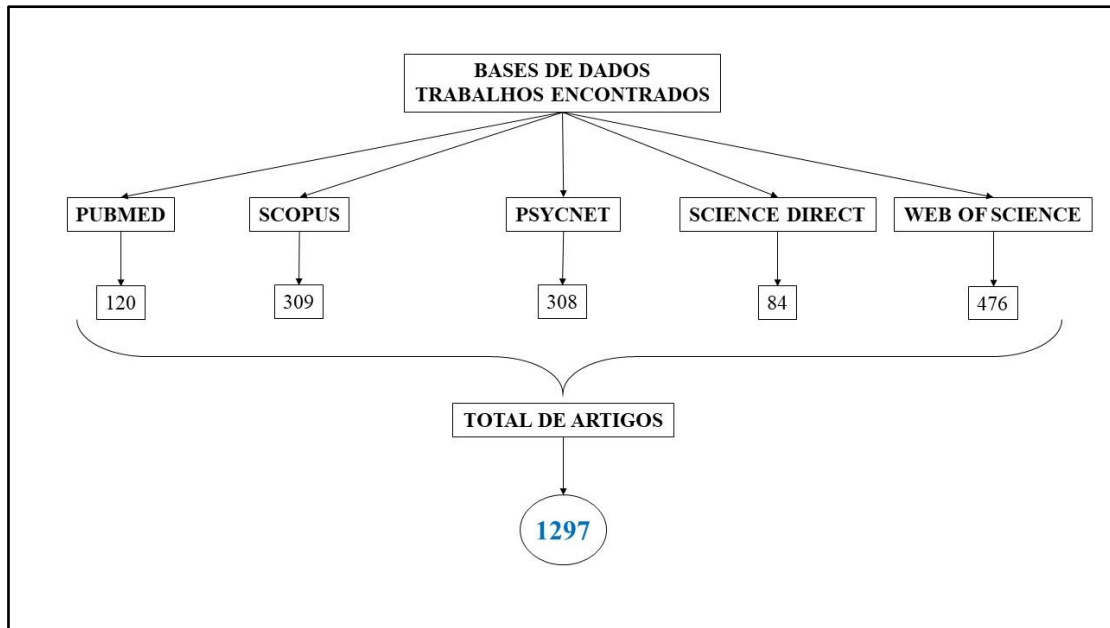 BASES DE DADOS
TRABALHOS ENCONTRADOS
PUBMED
SCOPUS
PSYCNET
SCIENCE DIRECT
WEB OF SCIENCE
120
309
308
84
476
TOTAL DE ARTIGOS
1297